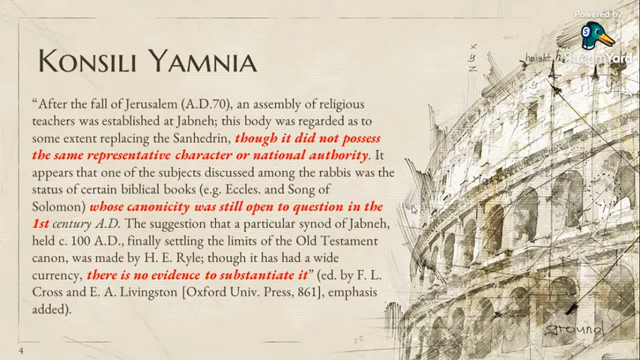 Powered by
StreamYard
KONSILI YAMNIA
“After the fall of Jerusalem (A.D.70), an assembly of religious
teachers was established at Jabneh; this body was regarded as to
some extent replacing the Sanhedrin, though it did not possess
the same representative character or national authority. It
appears that one of the subjects discussed among the rabbis was the
status of certain biblical books (e.g. Eccles. and Song of
Solomon) whose canonicity was still open to question in the
1st century A.D. The suggestion that a particular synod of Jabneh,
held c. 100 A.D., finally settling the limits of the Old Testament
canon, was made by H. E. Ryle; though it has had a wide
currency, there is no evidence to substantiate it” (ed. by F. L.
Cross and E. A. Livingston [Oxford Univ. Press, 861], emphasis
added).
ground
4